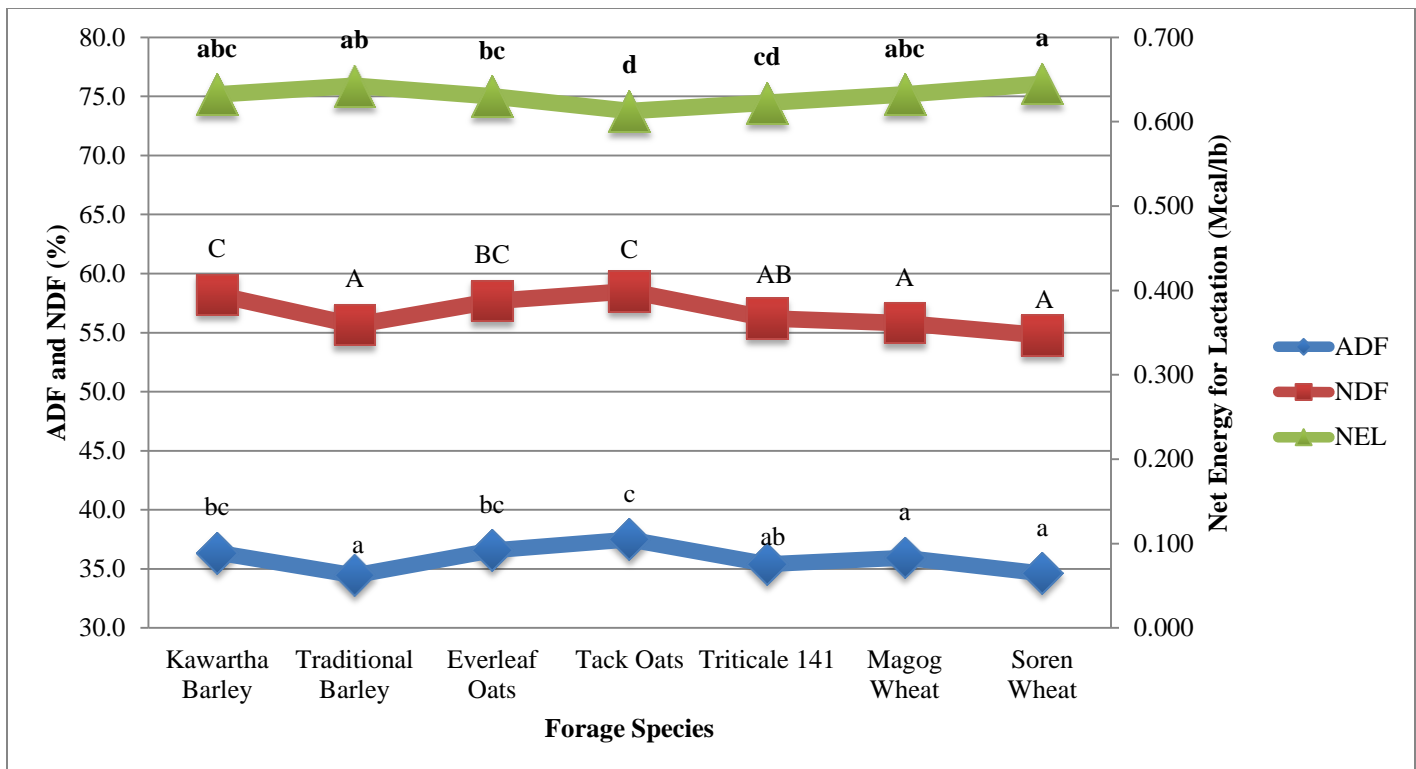 80.0
75.0
70.0
65.0
60.0
55.0
50.0
45.0
40.0
35.0
30.0
ADF and NDF (%)
abc
ab
bc
d
cd
abc
a
C
A
BC
C
AB
A
A
bc
a
bc
c
ab
a
a
0.700
0.600
0.500
0.400
0.300
0.200
0.100
0.000
Net Energy for Lactation (Mcal/lb)
ADF
NDF
NEL
Kawartha
Barley
Traditional
Barley
Everleaf
Oats
Tack Oats
Triticale 141
Magog
Wheat
Soren
Wheat
Forage Species